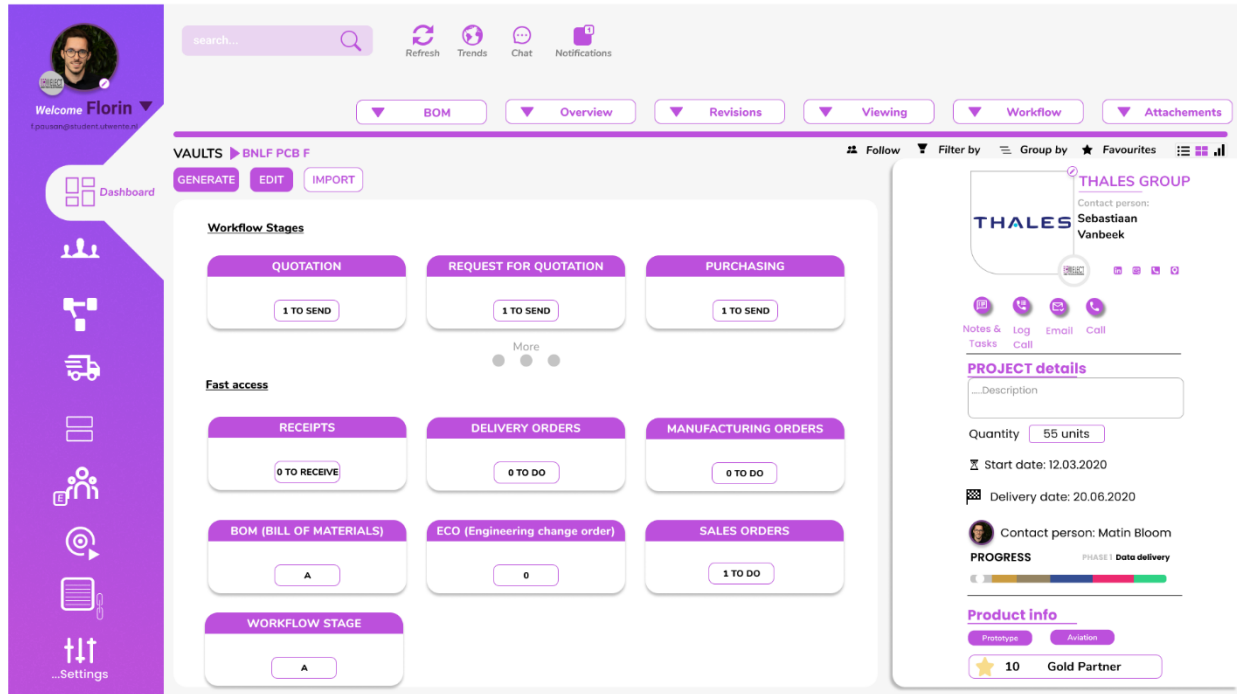 search...
Refresh
Trends
Chat
Notifications
Welcome Florin
f.pausan@student.utwente.nl
BOM
Overview
Revisions
Viewing
Workflow
Attachements
VAULTS BNLF PCB F
Follow
Filter by
Group by
Favourites
GENERATE
EDIT
IMPORT
Dashboard
...Settings
Workflow Stages
QUOTATION
1 TO SEND
REQUEST FOR QUOTATION
1 TO SEND
PURCHASING
1 TO SEND
More
Fast access
RECEIPTS
0 TO RECEIVE
DELIVERY ORDERS
0 TO DO
MANUFACTURING ORDERS
0 TO DO
BOM (BILL OF MATERIALS)
A
ECO (Engineering change order)
0
SALES ORDERS
1 TO DO
WORKFLOW STAGE
A
THALES
THALES GROUP
Contact person:
Sebastiaan
Vanbeek
Notes &
Tasks
Log
Call
Email
Call
PROJECT details
.....Description
Quantity 55 units
Start date: 12.03.2020
Delivery date: 20.06.2020
Contact person: Matin Bloom
PROGRESS
PHASE 1 Data delivery
Product info
Prototype
Aviation
10 Gold Partner